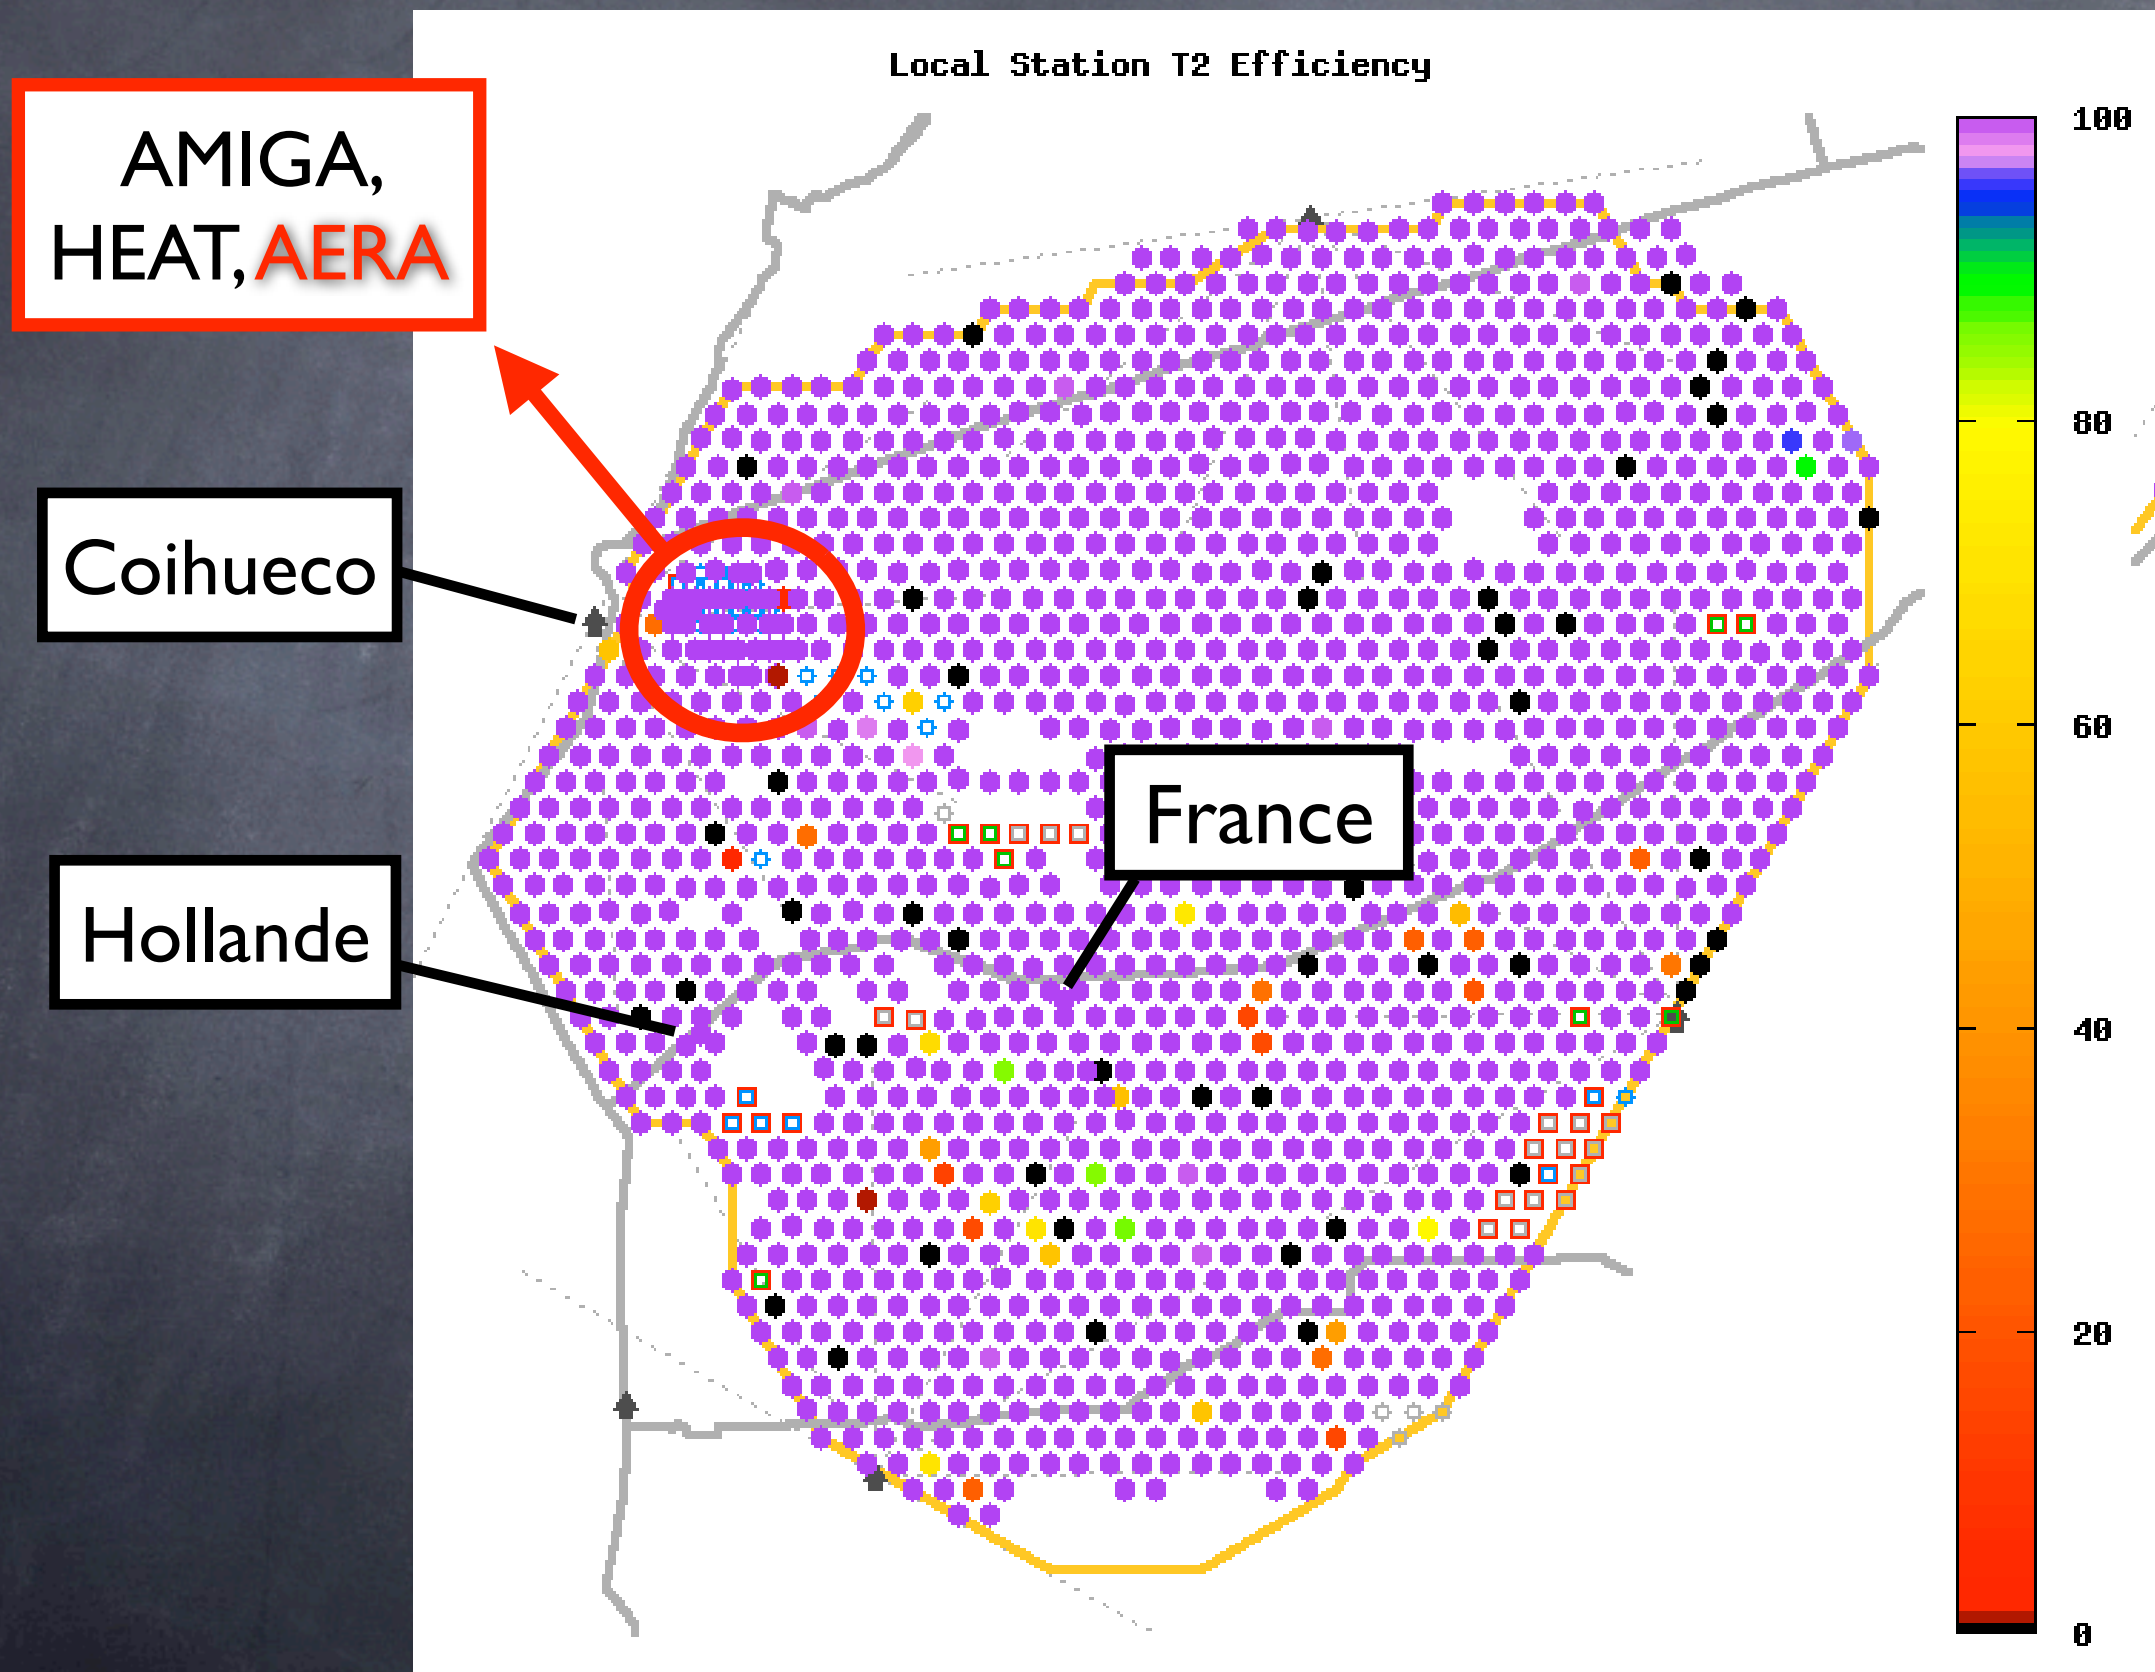 Local Station T2 Efficiency
AMIGA,
HEAT, AERA
Coihueco
Hollande
France
100
80
60
40
20
0